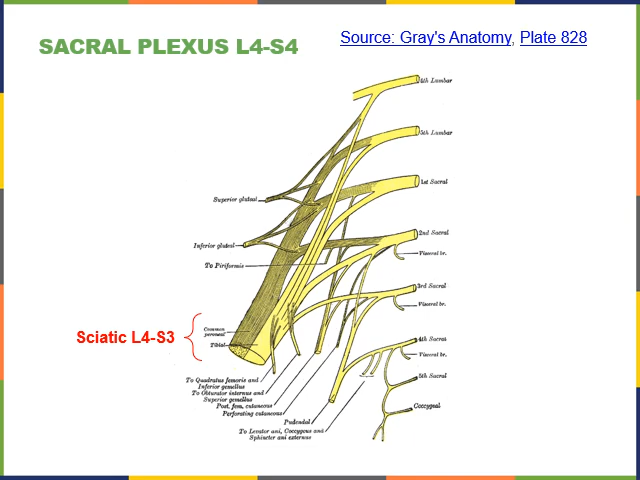 SACRAL PLEXUS L4-S4
Source: Gray's Anatomy, Plate 828
4th Lumbar
5th Lumbar
1st Sacral
Superior gluteal
2nd Sacral
Inferior gluteal
Visceral br.
To Piriformis
3rd Sacral
Visceral br.
Common
peroneal
Sciatic L4-S3
Tibial
4th Sacral
Visceral br.
5th Sacral
To Quadratus femoris and
Inferior gemellus
To Obturator internus and
Superior gemellus
Post. fem. cutaneous
Perforating cutaneous
Coccygeal
Pudendal
To Levator ani, Coccygeus and
Sphincter ani externus